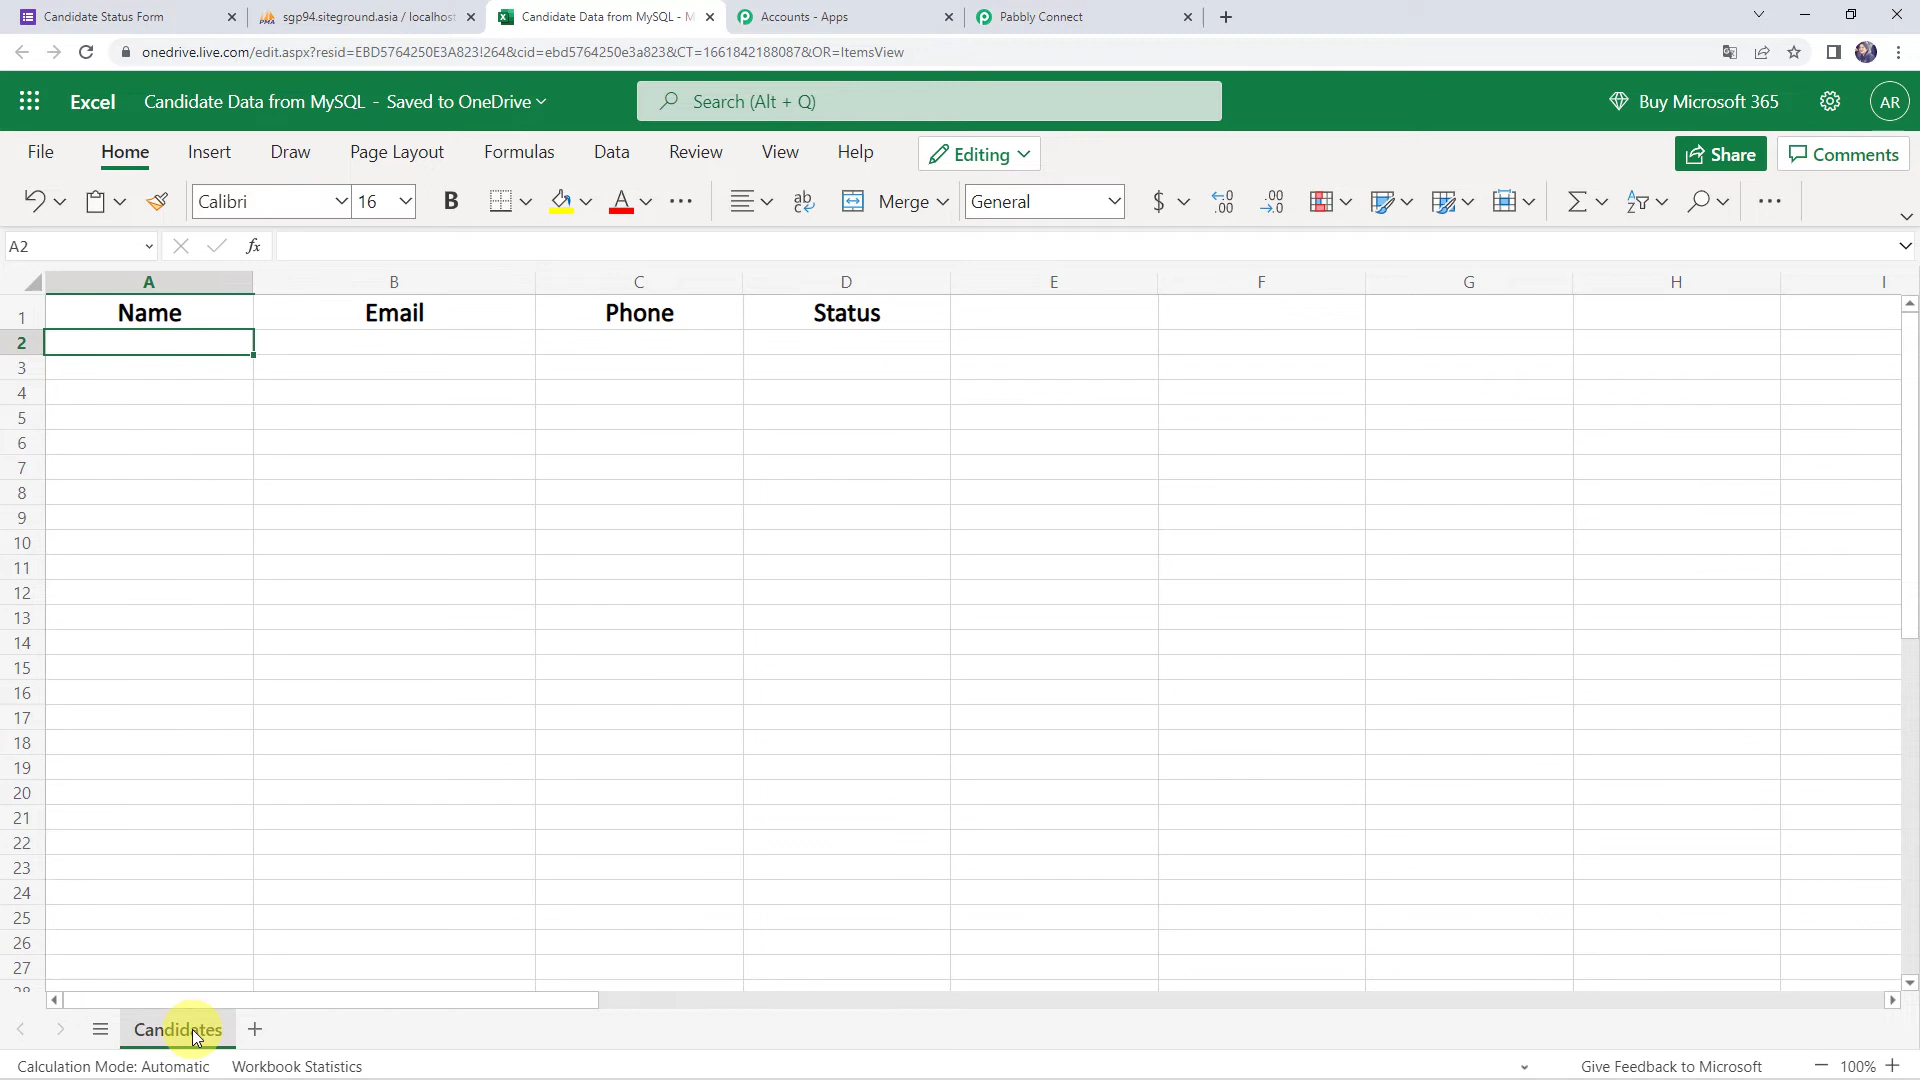 Candidate Status Form
sgp94.siteground.asia / localhost
Candidate Data from MySQL - M
Accounts - Apps
Pabbly Connect
onedrive.live.com/edit.aspx?resid=EBD5764250E3A823!264&cid=ebd5764250e3a823&CT=1661842188087&OR=ItemsView
Excel
Candidate Data from MySQL - Saved to OneDrive
Search (Alt + Q)
Buy Microsoft 365
AR
File
Home
Insert
Draw
Page Layout
Formulas
Data
Review
View
Help
Editing
Share
Comments
Calibri
16
B
A
ab
Merge
General
$
.00
.00
A2
fx
A B C D E F G H I
1 Name Email Phone Status
2
3
4
5
6
7
8
9
10
11
12
13
14
15
16
17
18
19
20
21
22
23
24
25
26
27
28
Candidates
Calculation Mode: Automatic
Workbook Statistics
Give Feedback to Microsoft
100%